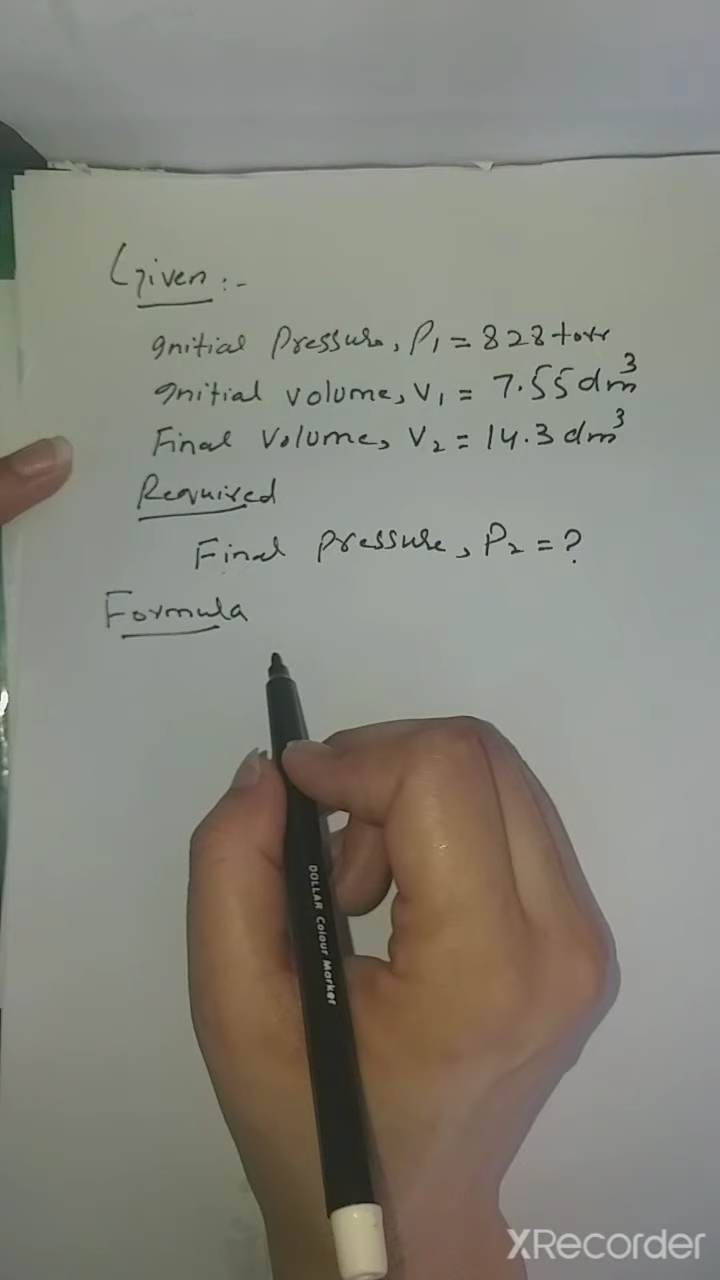 Given :-
Initial Pressure, P₁ = 828 torr
Initial volume, V₁ = 7.55 dm³
Final Volume, V₂ = 14.3 dm³
Required
Final pressure, P₂ = ?
Formula
DOLLAR Colour Marker
XRecorder